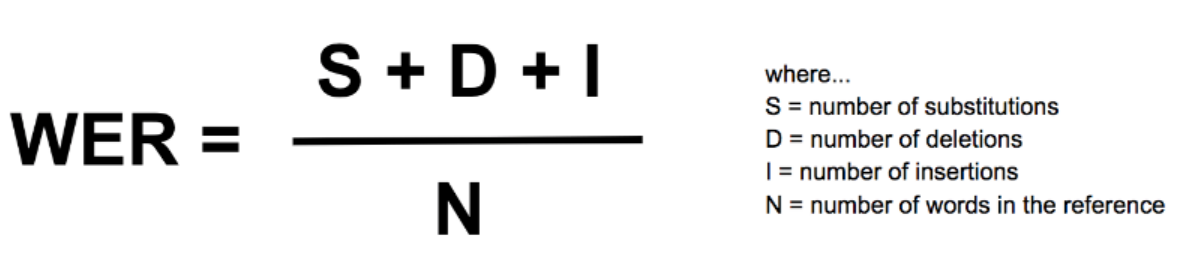 S + D + I
WER =
N
where...
S = number of substitutions
D = number of deletions
I = number of insertions
N = number of words in the reference